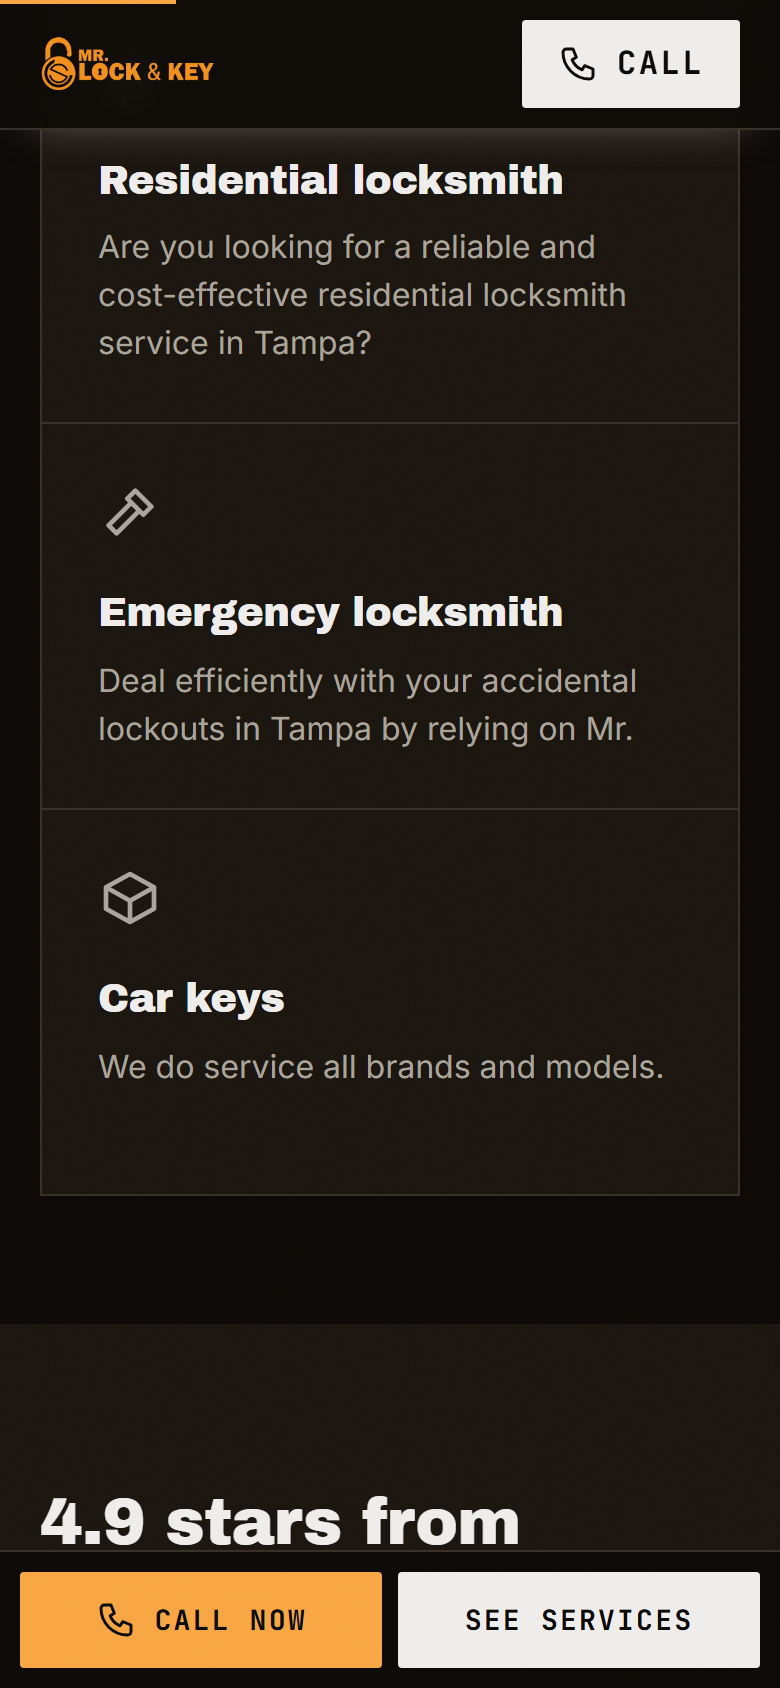 MR.
LOCK & KEY
CALL
Residential locksmith
Are you looking for a reliable and
cost-effective residential locksmith
service in Tampa?
Emergency locksmith
Deal efficiently with your accidental
lockouts in Tampa by relying on Mr.
Car keys
We do service all brands and models.
4.9 stars from
CALL NOW
SEE SERVICES